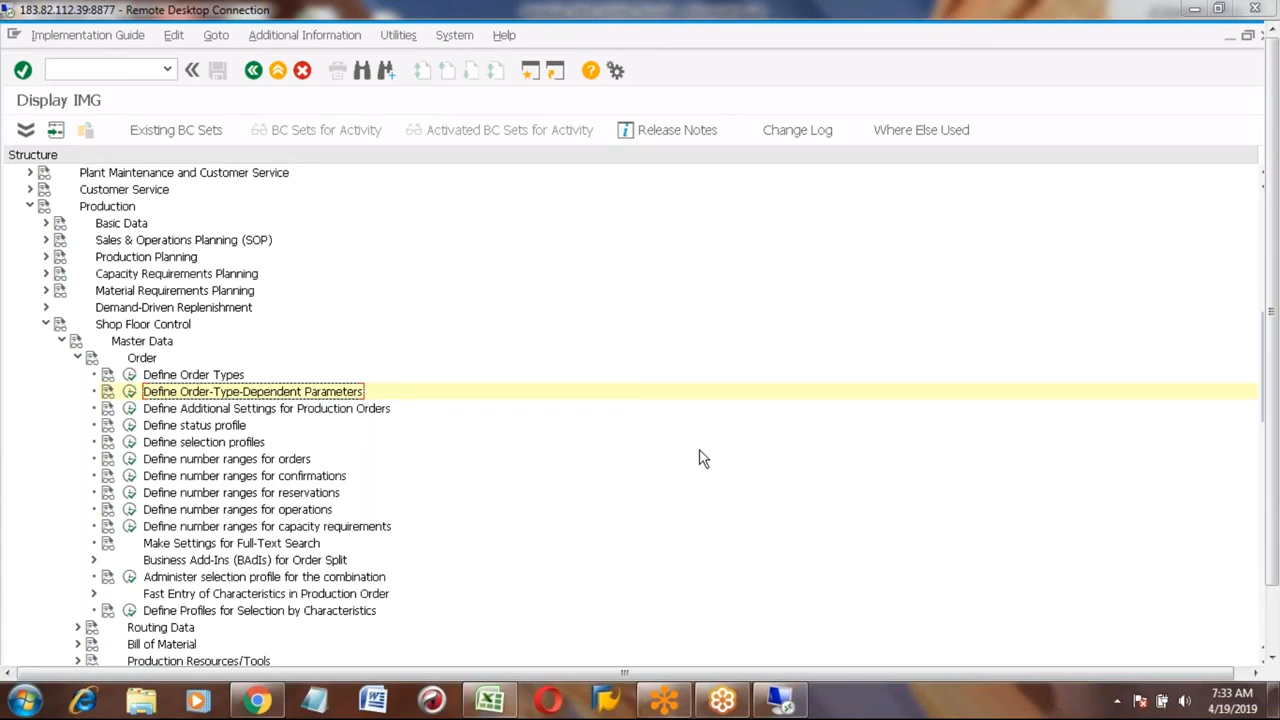 183.82.112.39:8877 - Remote Desktop Connection
Implementation Guide Edit Goto Additional Information Utilities System Help
Display IMG
Existing BC Sets BC Sets for Activity Activated BC Sets for Activity Release Notes Change Log Where Else Used
Structure
Plant Maintenance and Customer Service
Customer Service
Production
Basic Data
Sales & Operations Planning (SOP)
Production Planning
Capacity Requirements Planning
Material Requirements Planning
Demand-Driven Replenishment
Shop Floor Control
Master Data
Order
Define Order Types
Define Order-Type-Dependent Parameters
Define Additional Settings for Production Orders
Define status profile
Define selection profiles
Define number ranges for orders
Define number ranges for confirmations
Define number ranges for reservations
Define number ranges for operations
Define number ranges for capacity requirements
Make Settings for Full-Text Search
Business Add-Ins (BAdIs) for Order Split
Administer selection profile for the combination
Fast Entry of Characteristics in Production Order
Define Profiles for Selection by Characteristics
Routing Data
Bill of Material
Production Resources/Tools
7:33 AM
4/19/2019